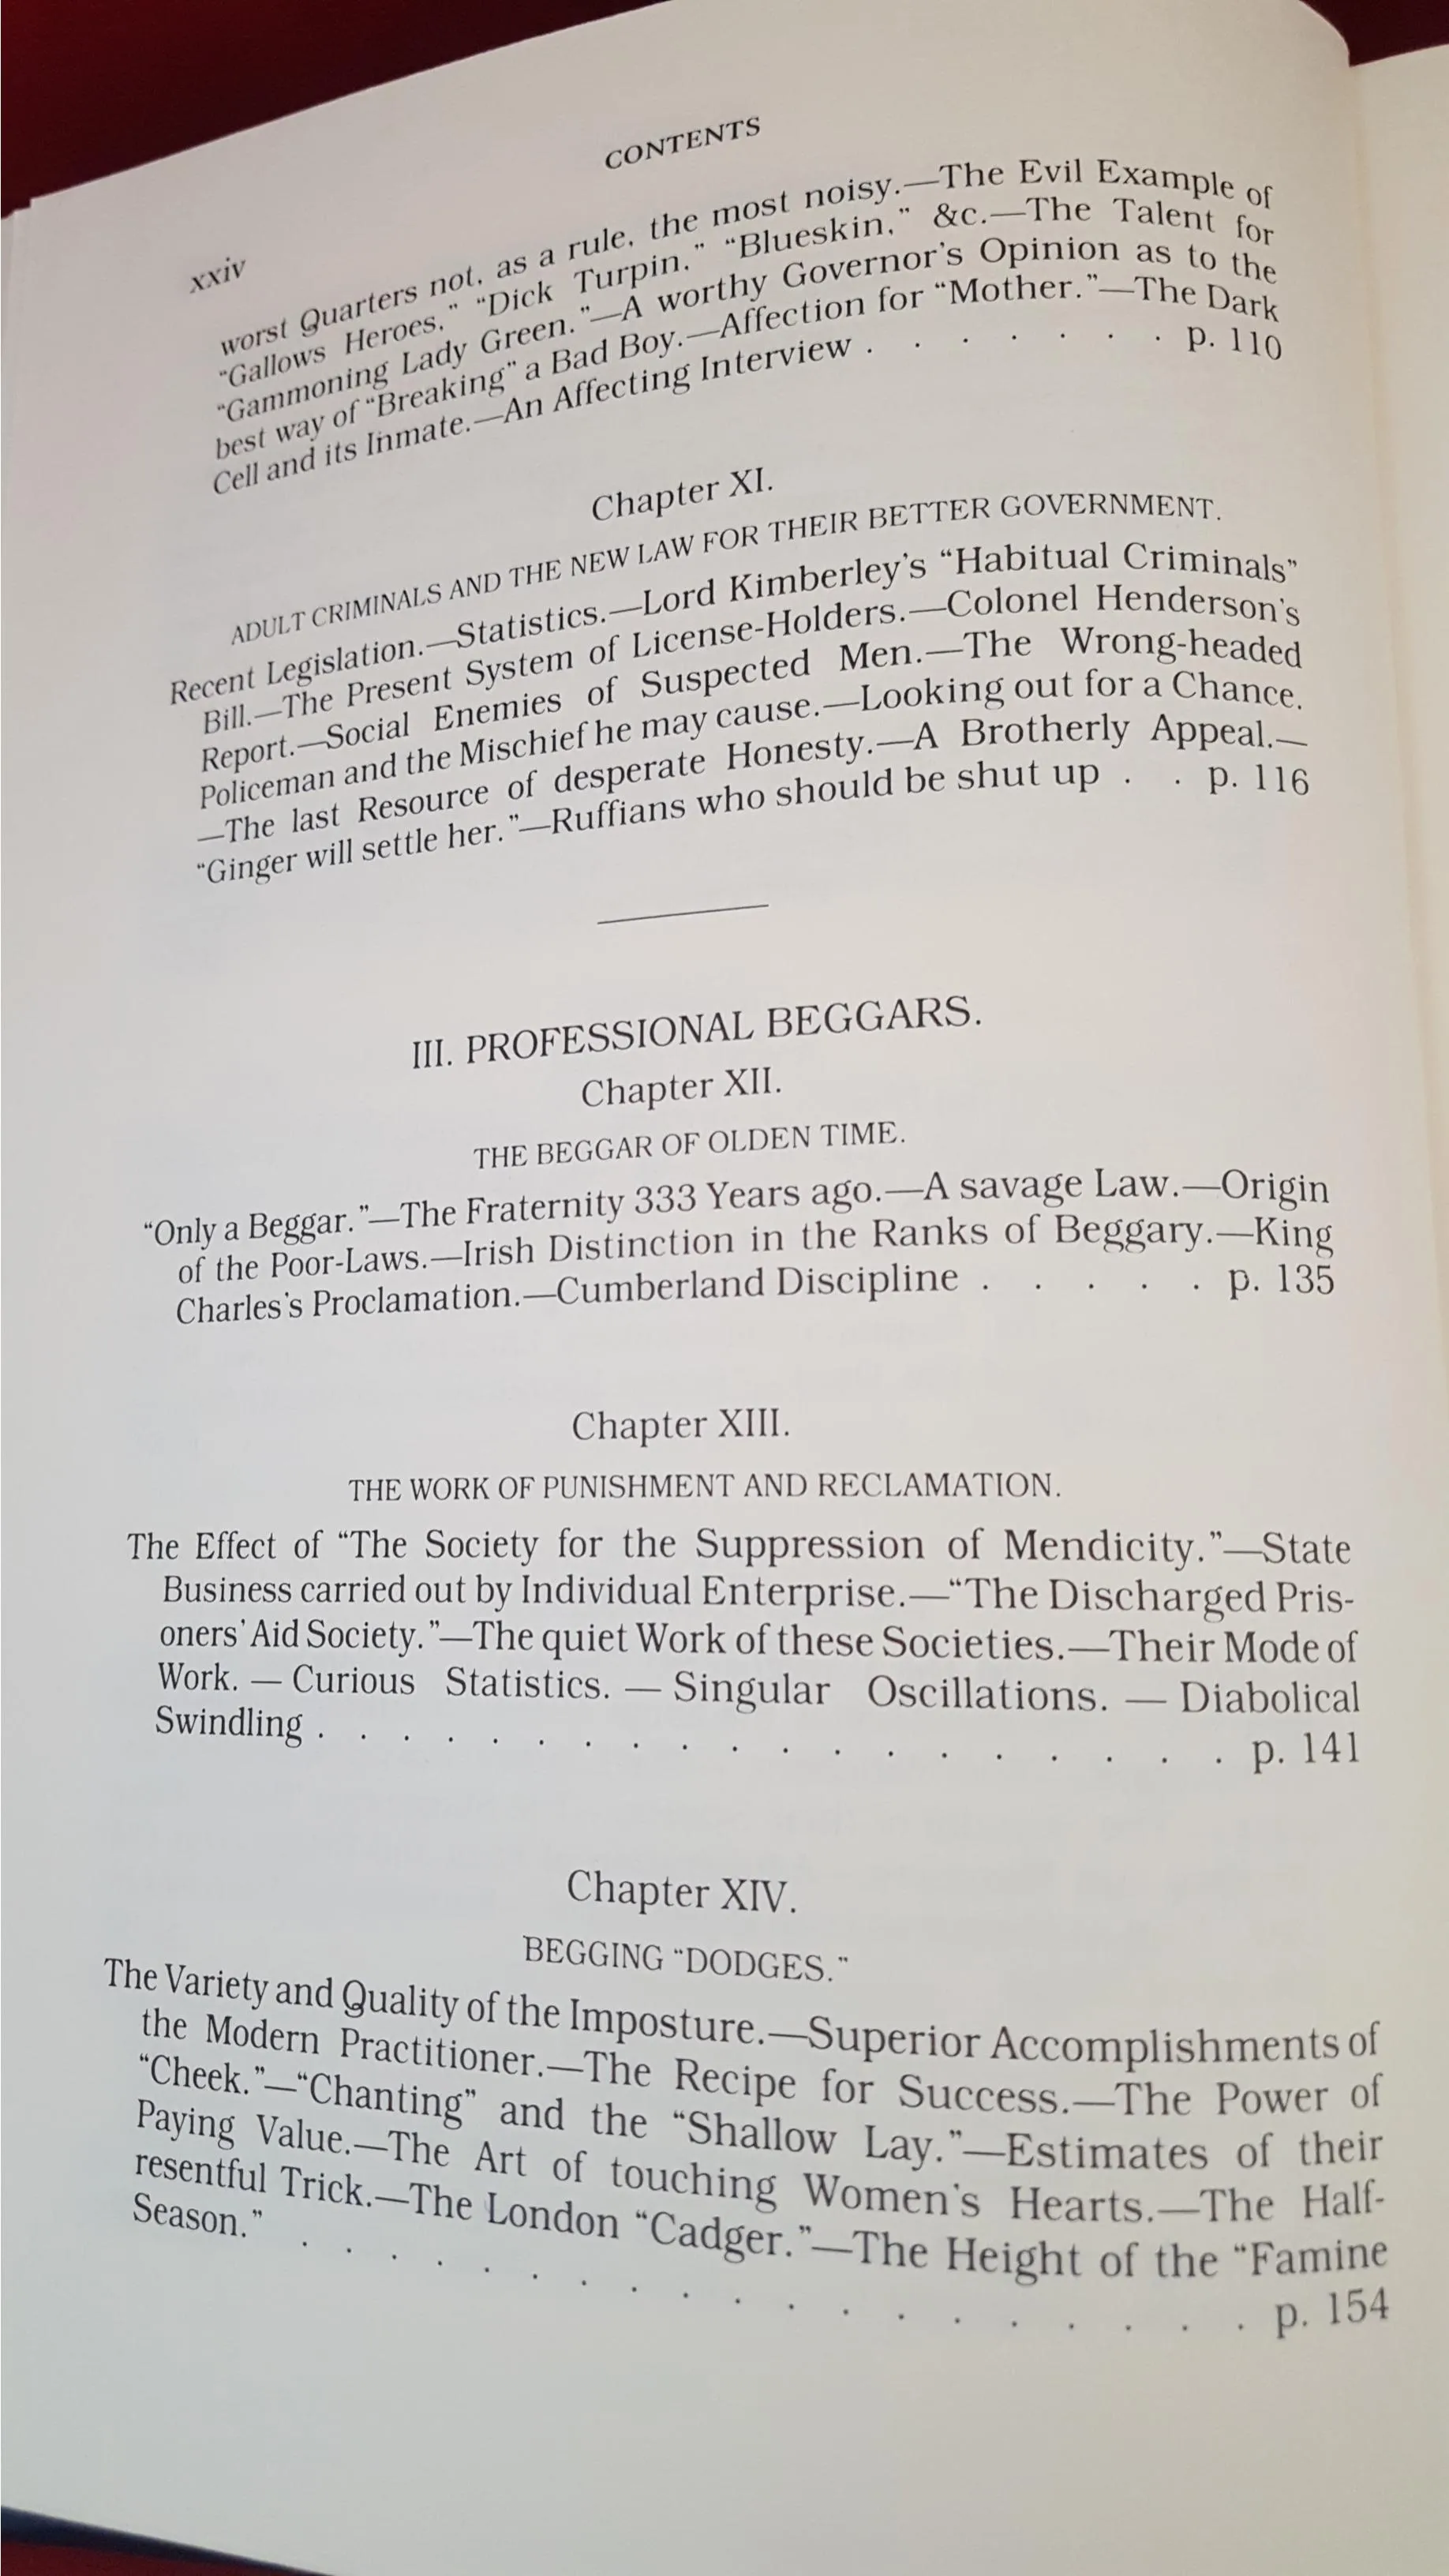 CONTENTS
xxiv
worst Quarters not, as a rule, the most noisy.—The Evil Example of
"Gallows Heroes," "Dick Turpin," "Blueskin," &c.—The Talent for
"Gammoning Lady Green."—A worthy Governor's Opinion as to the
best way of "Breaking" a Bad Boy.—Affection for "Mother."—The Dark
Cell and its Inmate.—An Affecting Interview . . . . . . . p. 110
Chapter XI.
ADULT CRIMINALS AND THE NEW LAW FOR THEIR BETTER GOVERNMENT.
Recent Legislation.—Statistics.—Lord Kimberley's "Habitual Criminals"
Bill.—The Present System of License-Holders.—Colonel Henderson's
Report.—Social Enemies of Suspected Men.—The Wrong-headed
Policeman and the Mischief he may cause.—Looking out for a Chance.
—The last Resource of desperate Honesty.—A Brotherly Appeal.—
"Ginger will settle her."—Ruffians who should be shut up . . p. 116
III. PROFESSIONAL BEGGARS.
Chapter XII.
THE BEGGAR OF OLDEN TIME.
"Only a Beggar."—The Fraternity 333 Years ago.—A savage Law.—Origin
of the Poor-Laws.—Irish Distinction in the Ranks of Beggary.—King
Charles's Proclamation.—Cumberland Discipline . . . . . p. 135
Chapter XIII.
THE WORK OF PUNISHMENT AND RECLAMATION.
The Effect of "The Society for the Suppression of Mendicity."—State
Business carried out by Individual Enterprise.—"The Discharged Pris-
oners' Aid Society."—The quiet Work of these Societies.—Their Mode of
Work. — Curious Statistics. — Singular Oscillations. — Diabolical
Swindling . . . . . . . . . . . . . . . . . . . p. 141
Chapter XIV.
BEGGING "DODGES."
The Variety and Quality of the Imposture.—Superior Accomplishments of
the Modern Practitioner.—The Recipe for Success.—The Power of
"Cheek."—"Chanting" and the "Shallow Lay."—Estimates of their
Paying Value.—The Art of touching Women's Hearts.—The Half-
resentful Trick.—The London "Cadger."—The Height of the "Famine
Season." . . . . . . . . . . . . . . . . . . . p. 154